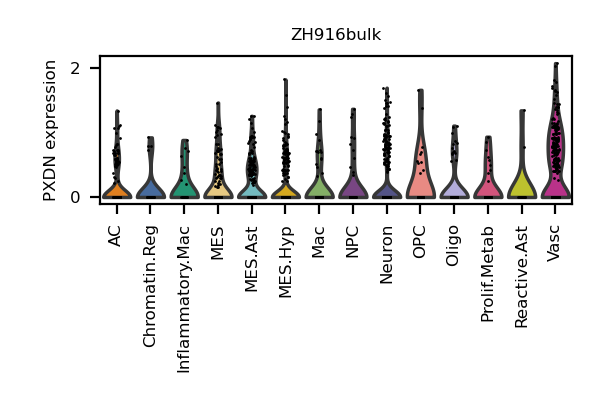 ZH916bulk
PXDN expression
2
0
AC
Chromatin.Reg
Inflammatory.Mac
MES
MES.Ast
MES.Hyp
Mac
NPC
Neuron
OPC
Oligo
Prolif.Metab
Reactive.Ast
Vasc